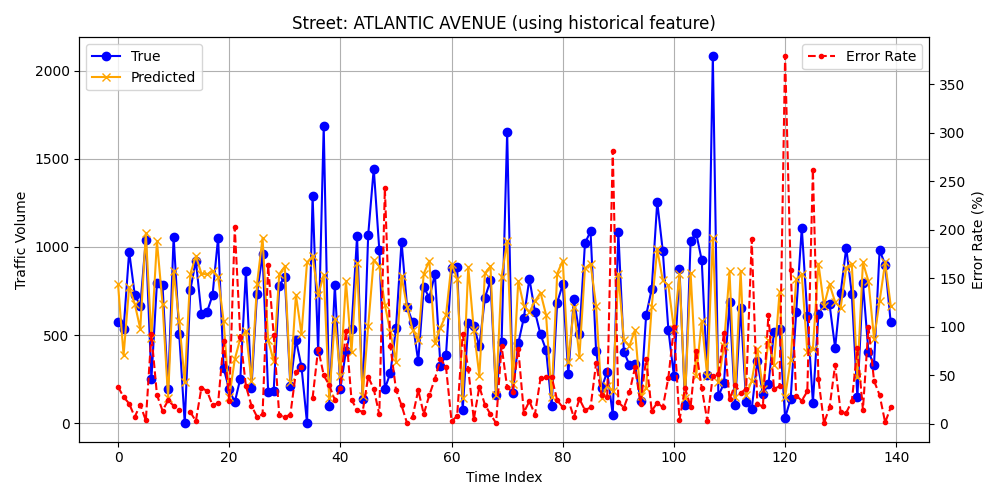 Street: ATLANTIC AVENUE (using historical feature)
True
Predicted
Error Rate
2000
1500
1000
500
0
Traffic Volume
350
300
250
200
150
100
50
0
Error Rate (%)
0 20 40 60 80 100 120 140
Time Index